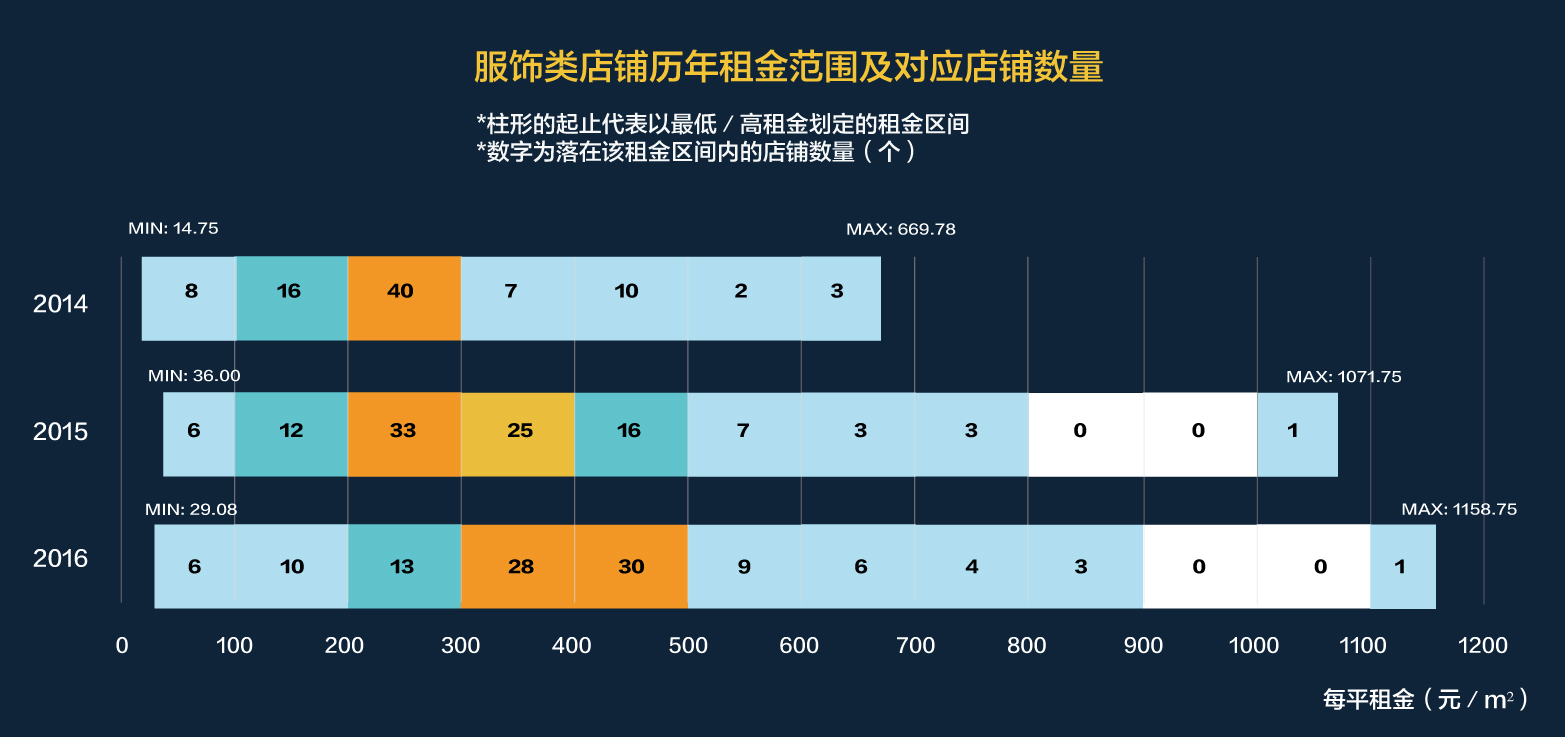 服饰类店铺历年租金范围及对应店铺数量
*柱形的起止代表以最低 / 高租金划定的租金区间
*数字为落在该租金区间内的店铺数量（个）
MIN: 14.75 MAX: 669.78
2014 8 16 40 7 10 2 3
MIN: 36.00 MAX: 1071.75
2015 6 12 33 25 16 7 3 3 0 0 1
MIN: 29.08 MAX: 1158.75
2016 6 10 13 28 30 9 6 4 3 0 0 1
0 100 200 300 400 500 600 700 800 900 1000 1100 1200
每平租金（元 / m²）